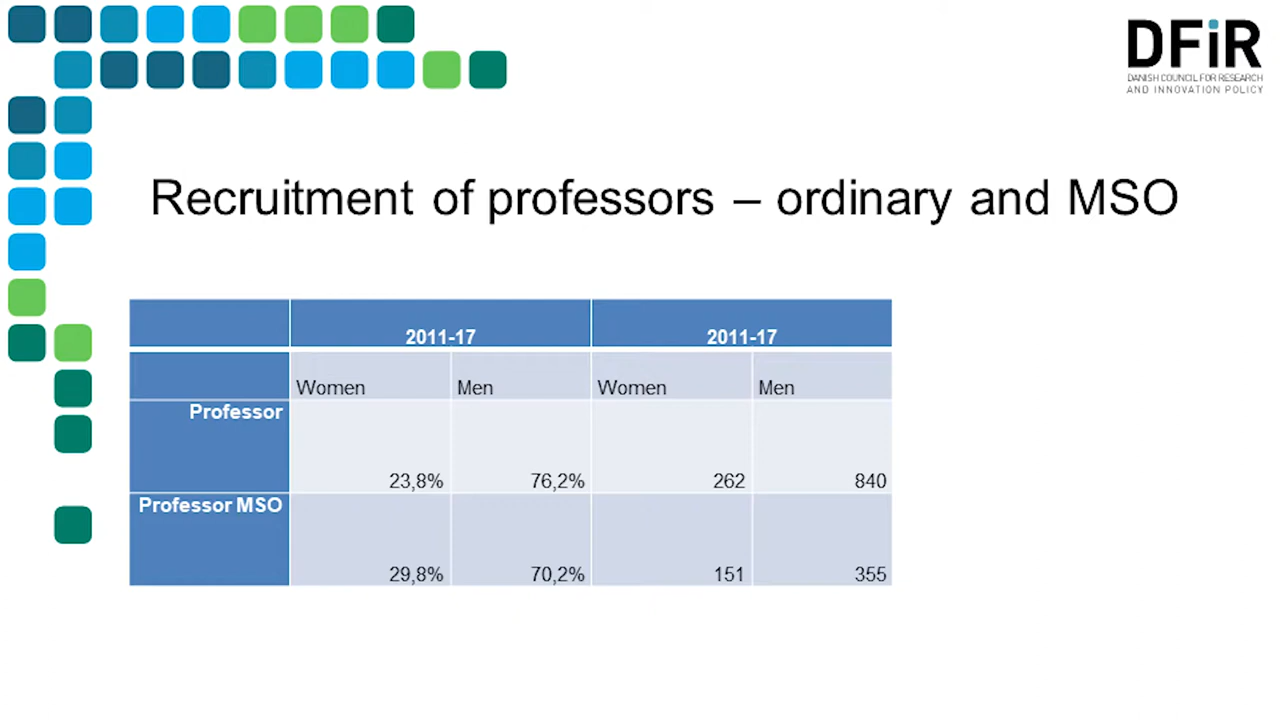 DFiR
DANISH COUNCIL FOR RESEARCH
AND INNOVATION POLICY
Recruitment of professors – ordinary and MSO
2011-17 2011-17
Women Men Women Men
Professor 23,8% 76,2% 262 840
Professor MSO 29,8% 70,2% 151 355